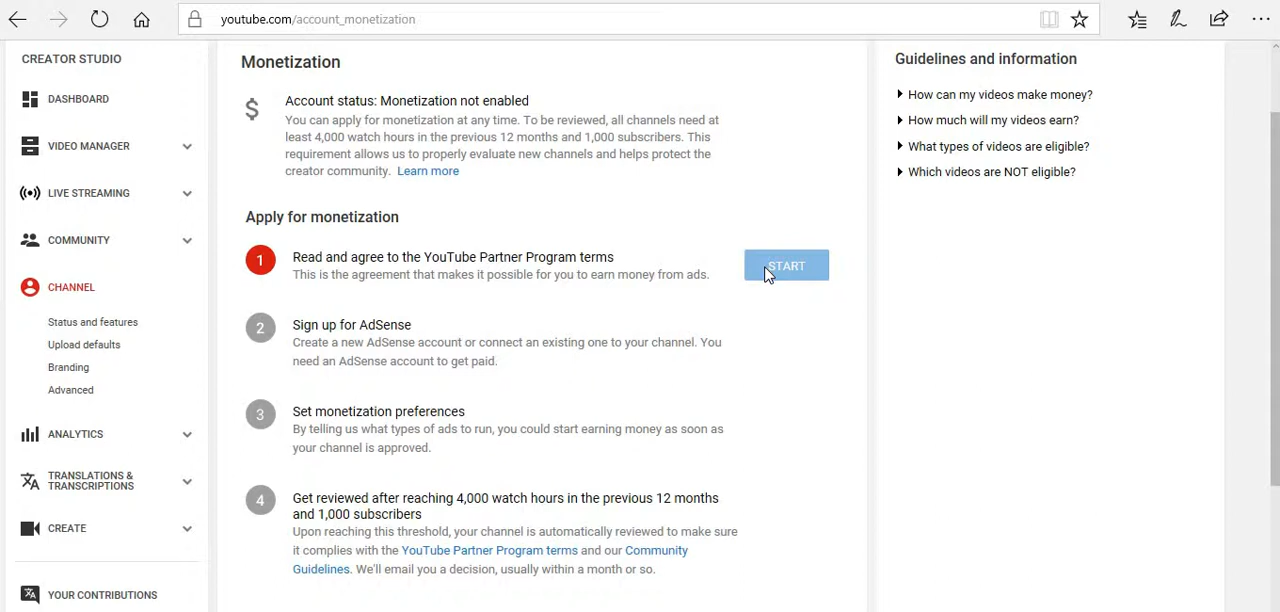 youtube.com/account_monetization
CREATOR STUDIO
DASHBOARD
VIDEO MANAGER
LIVE STREAMING
COMMUNITY
CHANNEL
Status and features
Upload defaults
Branding
Advanced
ANALYTICS
TRANSLATIONS &
TRANSCRIPTIONS
CREATE
YOUR CONTRIBUTIONS
Monetization
$
Account status: Monetization not enabled
You can apply for monetization at any time. To be reviewed, all channels need at
least 4,000 watch hours in the previous 12 months and 1,000 subscribers. This
requirement allows us to properly evaluate new channels and helps protect the
creator community. Learn more
Apply for monetization
1
Read and agree to the YouTube Partner Program terms
This is the agreement that makes it possible for you to earn money from ads.
START
2
Sign up for AdSense
Create a new AdSense account or connect an existing one to your channel. You
need an AdSense account to get paid.
3
Set monetization preferences
By telling us what types of ads to run, you could start earning money as soon as
your channel is approved.
4
Get reviewed after reaching 4,000 watch hours in the previous 12 months
and 1,000 subscribers
Upon reaching this threshold, your channel is automatically reviewed to make sure
it complies with the YouTube Partner Program terms and our Community
Guidelines. We'll email you a decision, usually within a month or so.
Guidelines and information
How can my videos make money?
How much will my videos earn?
What types of videos are eligible?
Which videos are NOT eligible?